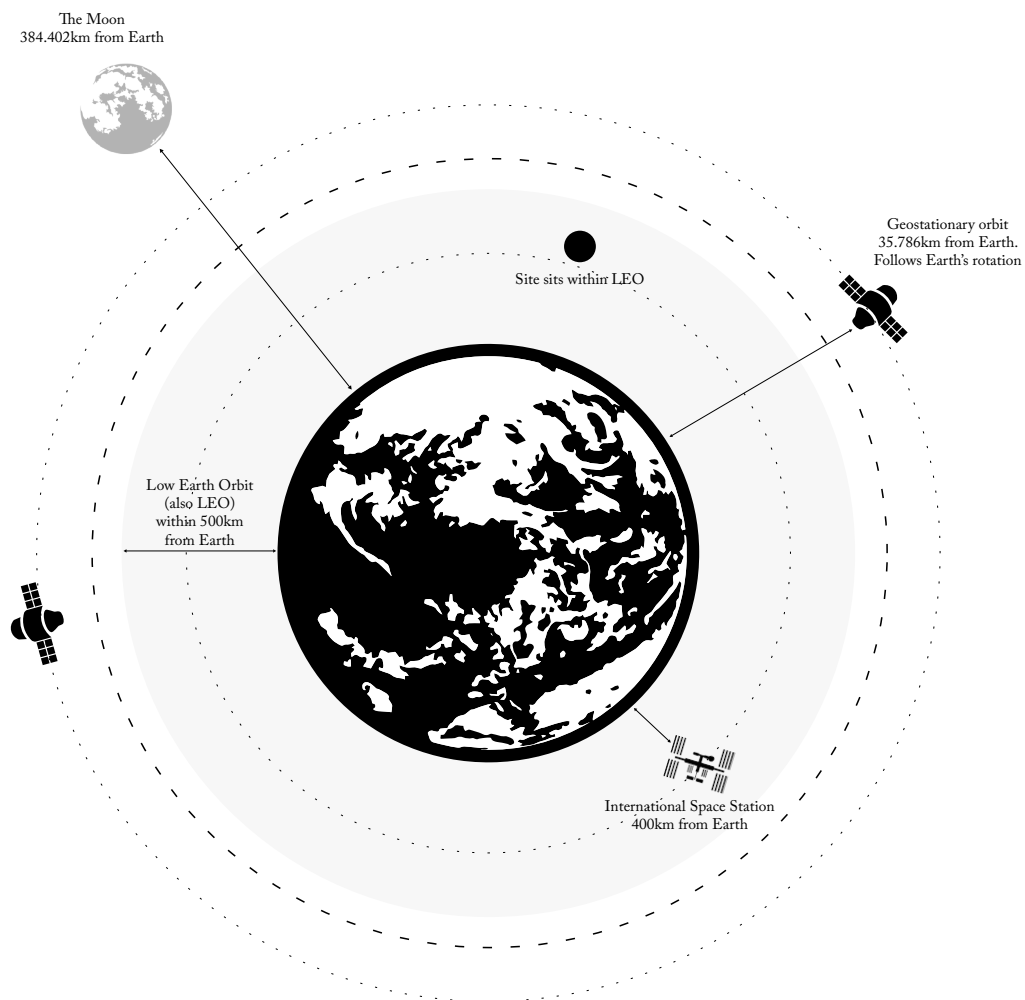 The Moon
384.402km from Earth
Geostationary orbit
35.786km from Earth.
Follows Earth's rotation
Site sits within LEO
Low Earth Orbit
(also LEO)
within 500km
from Earth
International Space Station
400km from Earth